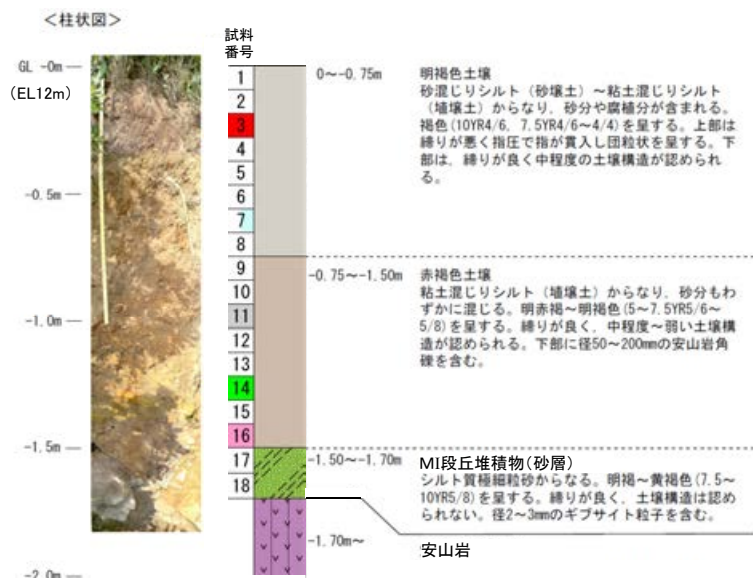 <柱状図>
試料
番号
GL -0m
(EL12m)
-0.5m
-1.0m
-1.5m
-2.0m
1
2
3
4
5
6
7
8
9
10
11
12
13
14
15
16
17
18
0~-0.75m
明褐色土壌
砂混じりシルト(砂壌土)~粘土混じりシルト
(埴壌土)からなり、砂分や腐植分が含まれる。
褐色(10YR4/6、7.5YR4/6~4/4)を呈する。上部は
締りが悪く指圧で指が貫入し団粒状を呈する。下
部は、締りが良く中程度の土壌構造が認められ
る。
-0.75~-1.50m
赤褐色土壌
粘土混じりシルト(埴壌土)からなり、砂分もわ
ずかに混じる。明赤褐~明褐色(5~7.5YR5/6~
5/8)を呈する。締りが良く、中程度~弱い土壌構
造が認められる。下部に径50~200mmの安山岩角
礫を含む。
-1.50~-1.70m
MI段丘堆積物(砂層)
シルト質極細粒砂からなる。明褐~黄褐色(7.5~
10YR5/8)を呈する。締りが良く、土壌構造は認め
られない。径2~3mmのギブサイト粒子を含む。
-1.70m~
安山岩